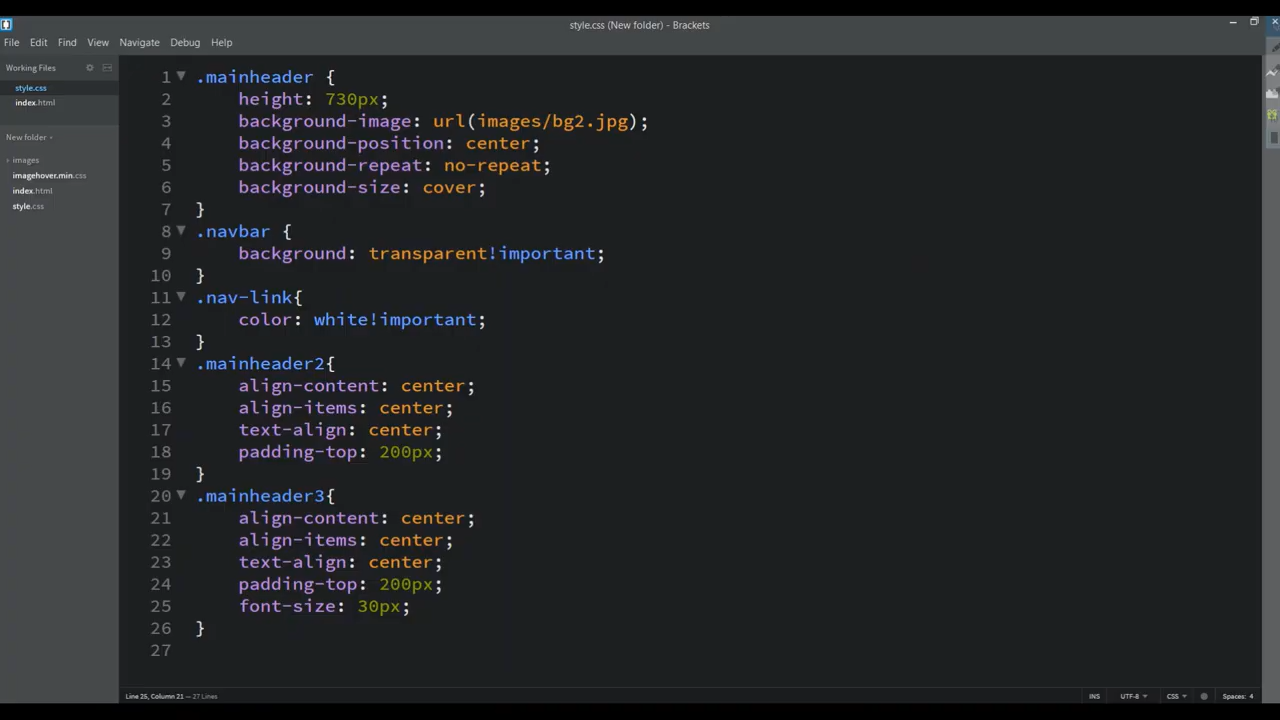 style.css (New folder) - Brackets
File Edit Find View Navigate Debug Help
Working Files
style.css
index.html
New folder
images
imagehover.min.css
index.html
style.css
1 .mainheader {
2     height: 730px;
3     background-image: url(images/bg2.jpg);
4     background-position: center;
5     background-repeat: no-repeat;
6     background-size: cover;
7 }
8 .navbar {
9     background: transparent!important;
10 }
11 .nav-link{
12     color: white!important;
13 }
14 .mainheader2{
15     align-content: center;
16     align-items: center;
17     text-align: center;
18     padding-top: 200px;
19 }
20 .mainheader3{
21     align-content: center;
22     align-items: center;
23     text-align: center;
24     padding-top: 200px;
25     font-size: 30px;
26 }
27
Line 25, Column 21 — 27 Lines
INS UTF-8 CSS Spaces: 4